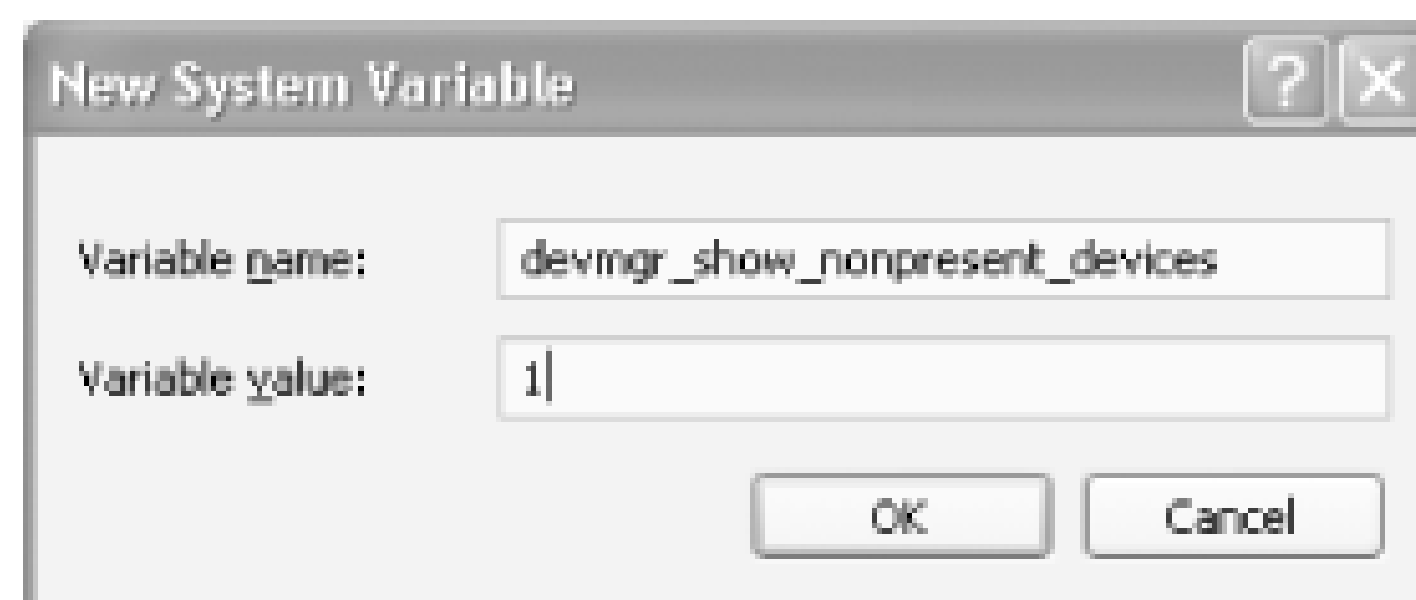 New System Variable
Variable name: devmgr_show_nonpresent_devices
Variable value: 1
OK Cancel